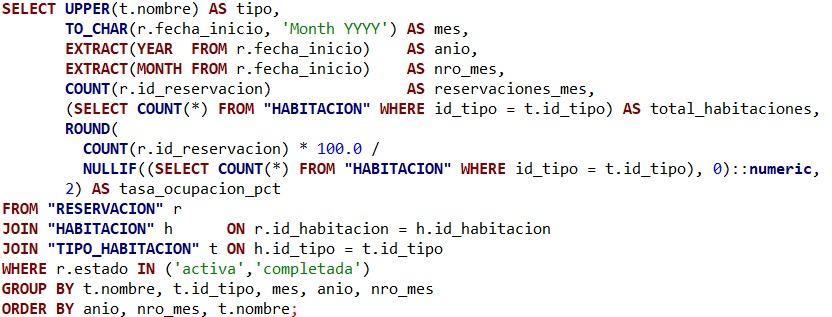 SELECT UPPER(t.nombre) AS tipo,
       TO_CHAR(r.fecha_inicio, 'Month YYYY') AS mes,
       EXTRACT(YEAR  FROM r.fecha_inicio)    AS anio,
       EXTRACT(MONTH FROM r.fecha_inicio)    AS nro_mes,
       COUNT(r.id_reservacion)               AS reservaciones_mes,
       (SELECT COUNT(*) FROM "HABITACION" WHERE id_tipo = t.id_tipo) AS total_habitaciones,
       ROUND(
         COUNT(r.id_reservacion) * 100.0 /
         NULLIF((SELECT COUNT(*) FROM "HABITACION" WHERE id_tipo = t.id_tipo), 0)::numeric,
       2) AS tasa_ocupacion_pct
FROM "RESERVACION" r
JOIN "HABITACION" h      ON r.id_habitacion = h.id_habitacion
JOIN "TIPO_HABITACION" t ON h.id_tipo = t.id_tipo
WHERE r.estado IN ('activa','completada')
GROUP BY t.nombre, t.id_tipo, mes, anio, nro_mes
ORDER BY anio, nro_mes, t.nombre;